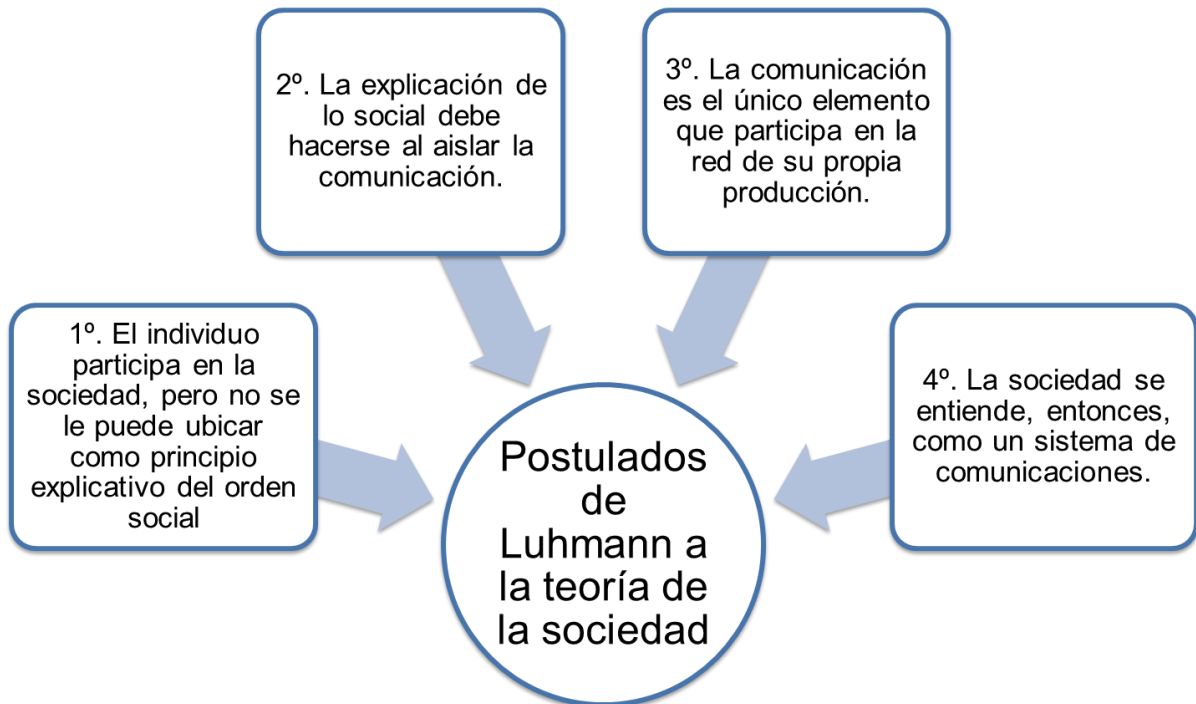 1º. El individuo
participa en la
sociedad, pero no se
le puede ubicar
como principio
explicativo del orden
social
2º. La explicación de
lo social debe
hacerse al aislar la
comunicación.
3º. La comunicación
es el único elemento
que participa en la
red de su propia
producción.
4º. La sociedad se
entiende, entonces,
como un sistema de
comunicaciones.
Postulados
de
Luhmann a
la teoría de
la sociedad